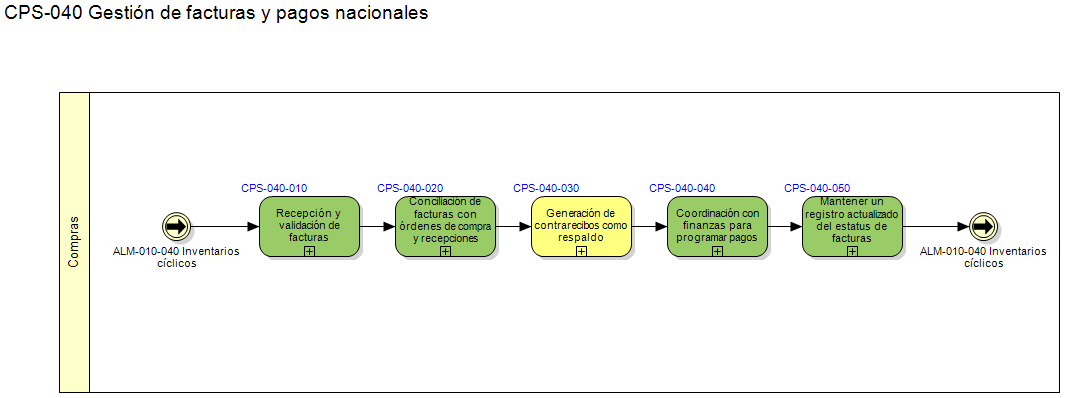 CPS-040 Gestión de facturas y pagos nacionales
Compras
ALM-010-040 Inventarios
cíclicos
CPS-040-010
Recepción y
validación de
facturas
CPS-040-020
Conciliación de
facturas con
órdenes de compra
y recepciones
CPS-040-030
Generación de
contrarecibos como
respaldo
CPS-040-040
Coordinación con
finanzas para
programar pagos
CPS-040-050
Mantener un
registro actualizado
del estatus de
facturas
ALM-010-040 Inventarios
cíclicos